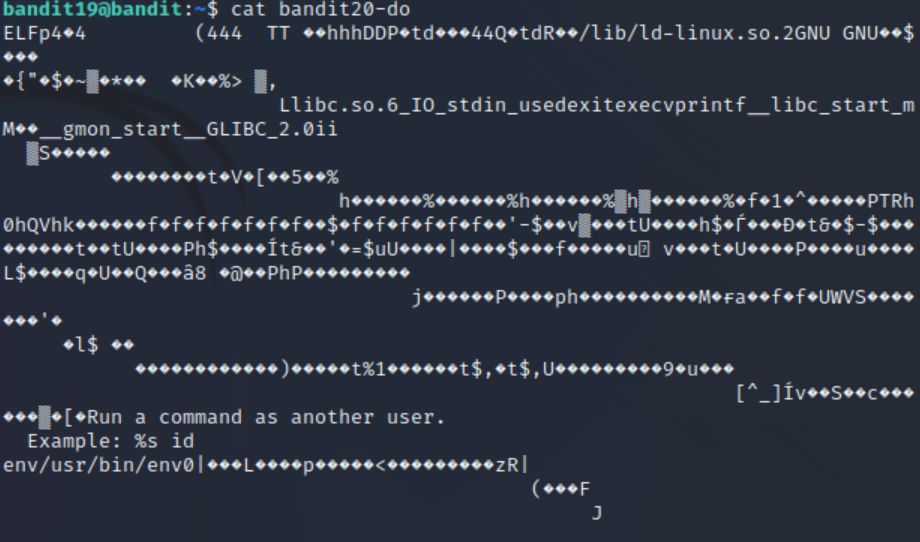 bandit19@bandit:~$ cat bandit20-do
ELFp4�4 (444 TT ��hhhDDP�td���44Q�tdR��/lib/ld-linux.so.2GNU GNU��$
���
�{"�$�~▒�*�� �K��%> ▒,
Llibc.so.6_IO_stdin_usedexitexecvprintf__libc_start_m
M��__gmon_start__GLIBC_2.0ii
▒S�����
���������t�V�[��5��%
h������%������%h������%▒h▒������%�f�1�^�����PTRh
0hQVhk������f�f�f�f�f�f�f��$�f�f�f�f�f�f��'-$��v▒���tU����h$�Ѓ���Ð�t&�$-$���
�������t��tU����Ph$����Ít&��'�=$uU����|����$���f�����u v���t�U����P����u����
L$����q�U��Q���â8 �@��PhP����������
j������P����ph�����������M�ɍa��f�f�UWVS����
���'�
�l$ ��
�������������)�����t%1������t$,�t$,U����������9�u���
[^_]Ív��S��c���
���▒�[�Run a command as another user.
Example: %s id
env/usr/bin/env0|���L����p�����<����������zR|
(���F
J